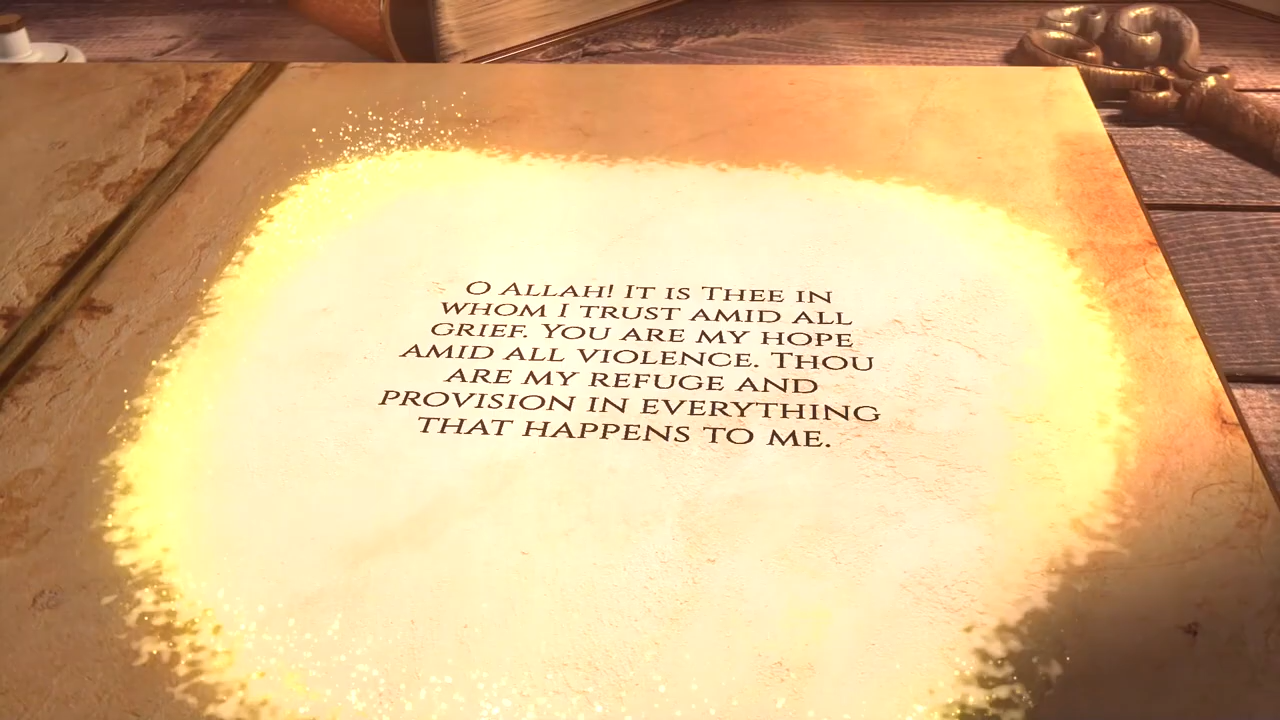 O Allah! It is Thee in
whom I trust amid all
grief. You are my hope
amid all violence. Thou
are my refuge and
provision in everything
that happens to me.